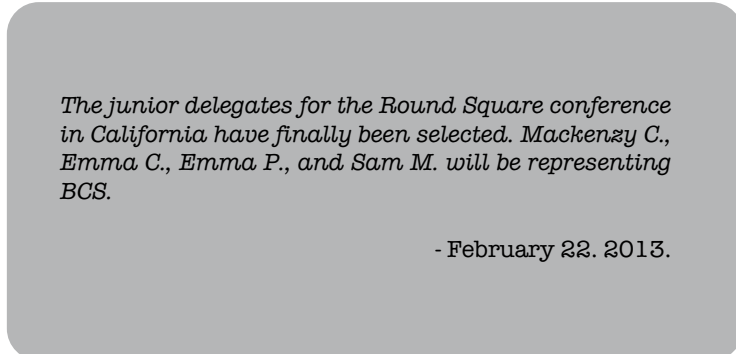 The junior delegates for the Round Square conference
in California have finally been selected. Mackenzy C.,
Emma C., Emma P., and Sam M. will be representing
BCS.
- February 22. 2013.